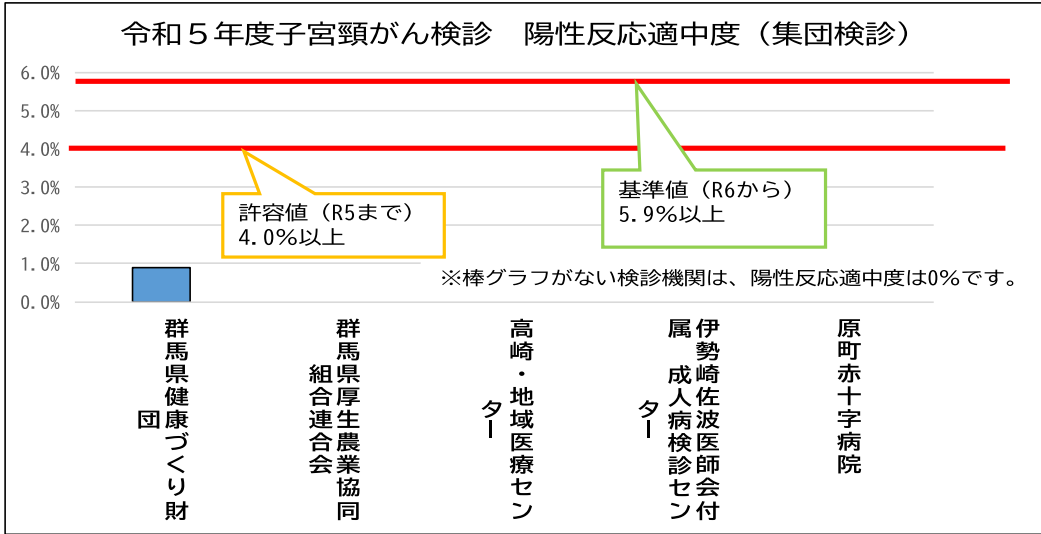 令和５年度子宮頸がん検診　陽性反応適中度（集団検診）
6.0%
5.0%
4.0%
3.0%
2.0%
1.0%
0.0%
許容値（R5まで）
4.0%以上
基準値（R6から）
5.9%以上
※棒グラフがない検診機関は、陽性反応適中度は0%です。
群馬県健康づくり財
団
群馬県厚生農業協同
組合連合会
高崎・地域医療セン
ター
伊勢崎佐波医師会付
属　成人病検診セン
ター
原町赤十字病院